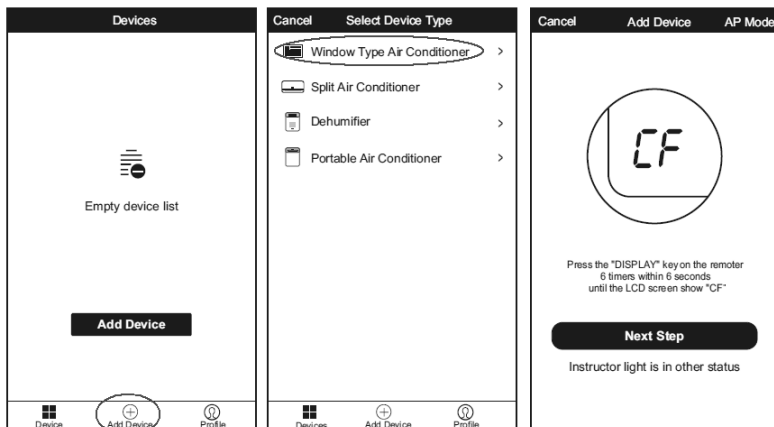 Devices
Empty device list
Add Device
Device
Add Device
Profile
Cancel
Select Device Type
Window Type Air Conditioner
Split Air Conditioner
Dehumifier
Portable Air Conditioner
Devices
Add Device
Profile
Cancel
Add Device
AP Mode
CF
Press the "DISPLAY" key on the remoter
6 timers within 6 seconds
until the LCD screen show "CF"
Next Step
Instructor light is in other status